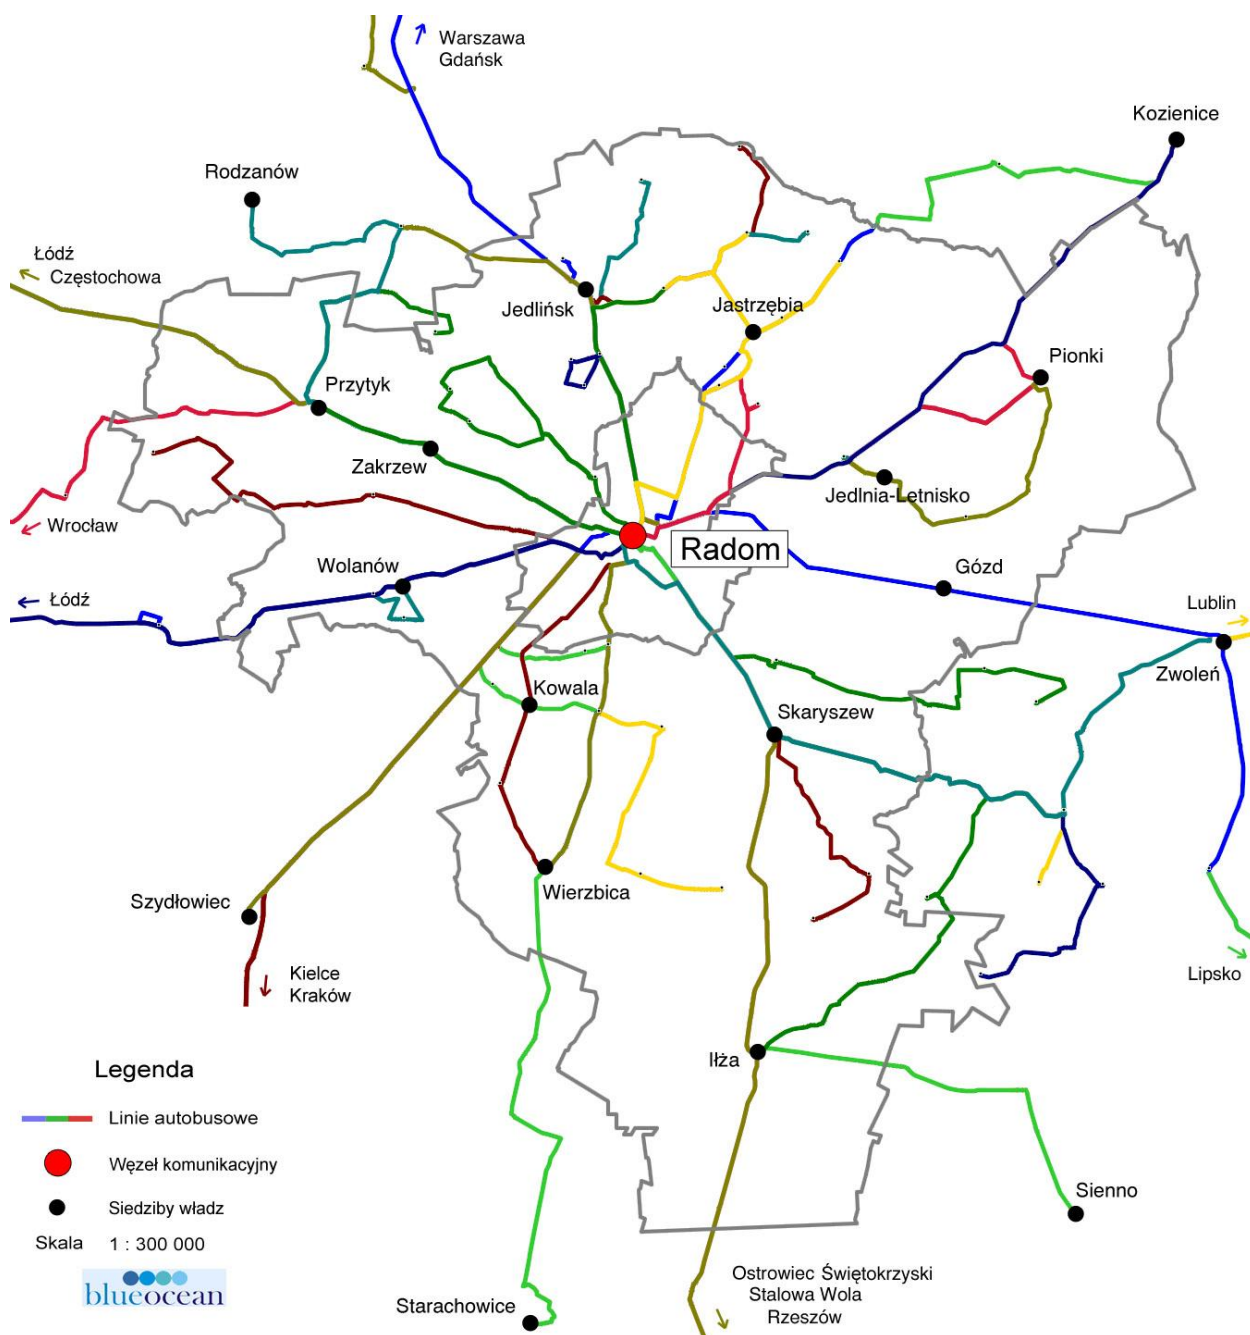 Warszawa
Gdańsk
Kozienice
Rodzanów
Łódź
Częstochowa
Jedlińsk
Jastrzębia
Pionki
Przytyk
Zakrzew
Jedlnia-Letnisko
Wrocław
Radom
Wolanów
Gózd
Łódź
Lublin
Zwoleń
Kowala
Skaryszew
Szydłowiec
Wierzbica
Kielce
Kraków
Lipsko
Iłża
Legenda
Linie autobusowe
Węzeł komunikacyjny
Siedziby władz
Sienno
Skala 1 : 300 000
Ostrowiec Świętokrzyski
Stalowa Wola
Rzeszów
blueocean
Starachowice